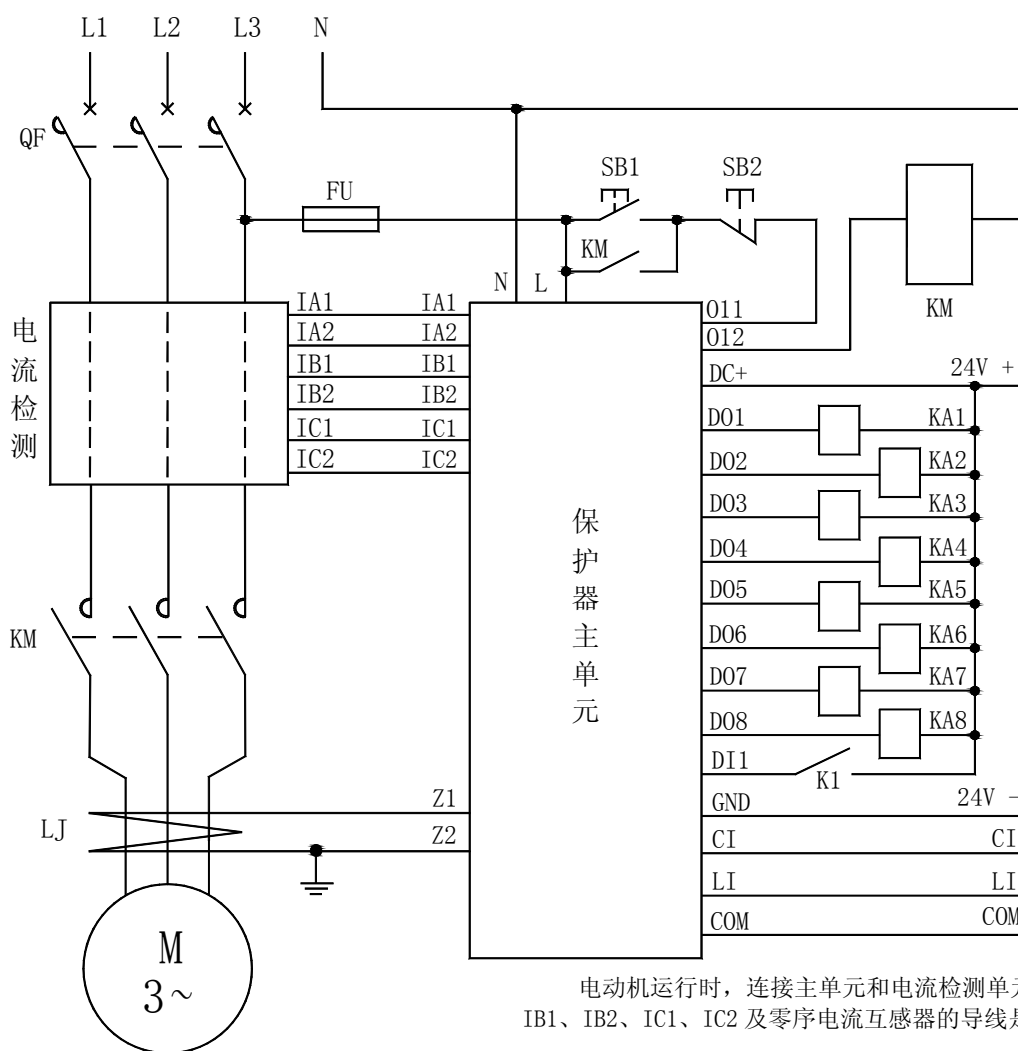 L1 L2 L3 N
QF
FU
SB1 SB2
KM
KM
N L
O11
O12
电流检测
IA1 IA1
IA2 IA2
IB1 IB1
IB2 IB2
IC1 IC1
IC2 IC2
保护器主单元
DC+ 24V +
DO1 KA1
DO2 KA2
DO3 KA3
DO4 KA4
DO5 KA5
DO6 KA6
DO7 KA7
DO8 KA8
DI1 K1
GND 24V -
CI CI
LI LI
COM COM
KM
LJ
Z1
Z2
M
3~
电动机运行时，连接主单元和电流检测单元
IB1、IB2、IC1、IC2及零序电流互感器的导线是